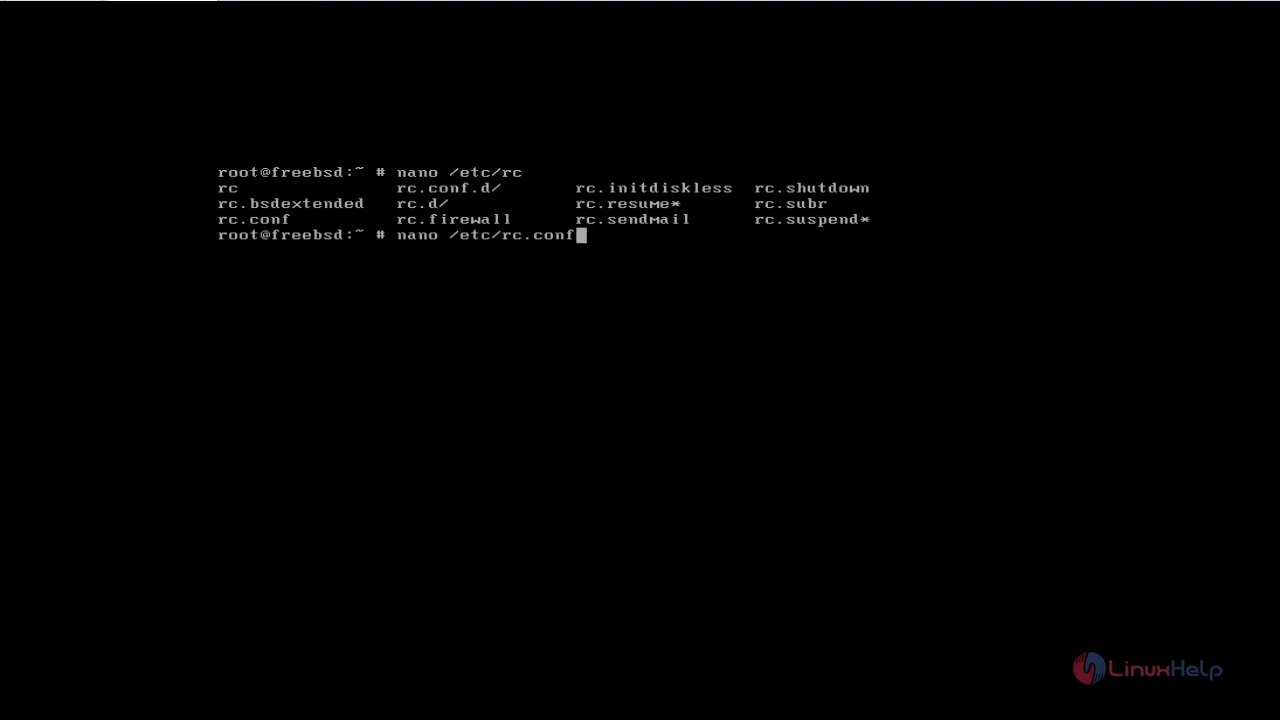 root@freebsd:~ # nano /etc/rc
rc rc.conf.d/ rc.initdiskless rc.shutdown
rc.bsdextended rc.d/ rc.resume* rc.subr
rc.conf rc.firewall rc.sendmail rc.suspend*
root@freebsd:~ # nano /etc/rc.conf
LinuxHelp